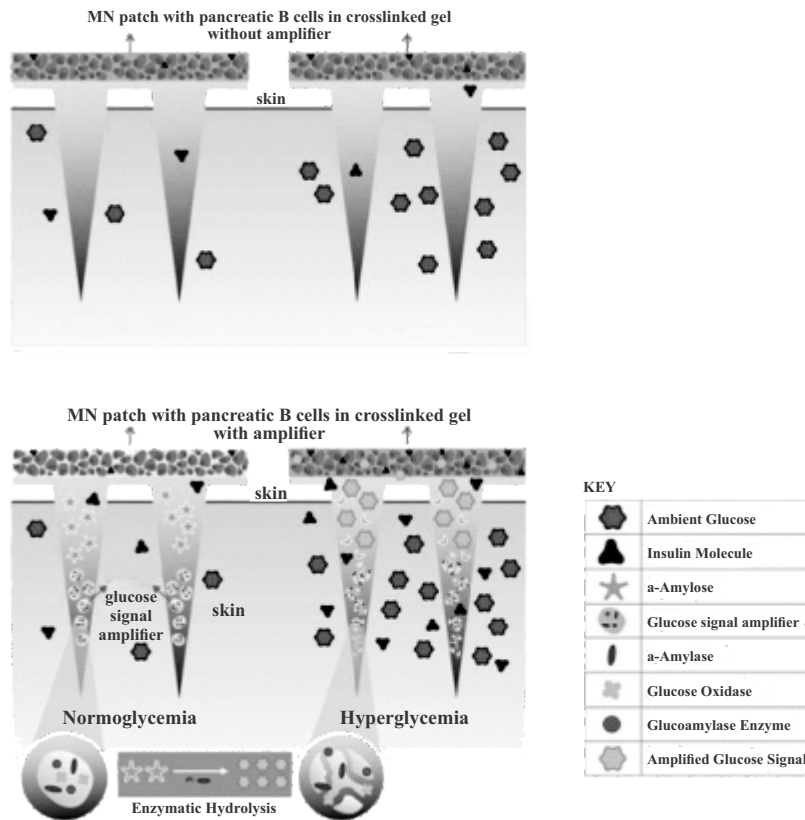 MN patch with pancreatic B cells in crosslinked gel
without amplifier
skin
MN patch with pancreatic B cells in crosslinked gel
with amplifier
skin
glucose
signal
amplifier
skin
Normoglycemia
Hyperglycemia
Enzymatic Hydrolysis
KEY
Ambient Glucose
Insulin Molecule
a-Amylose
Glucose signal amplifier
a-Amylase
Glucose Oxidase
Glucoamylase Enzyme
Amplified Glucose Signal